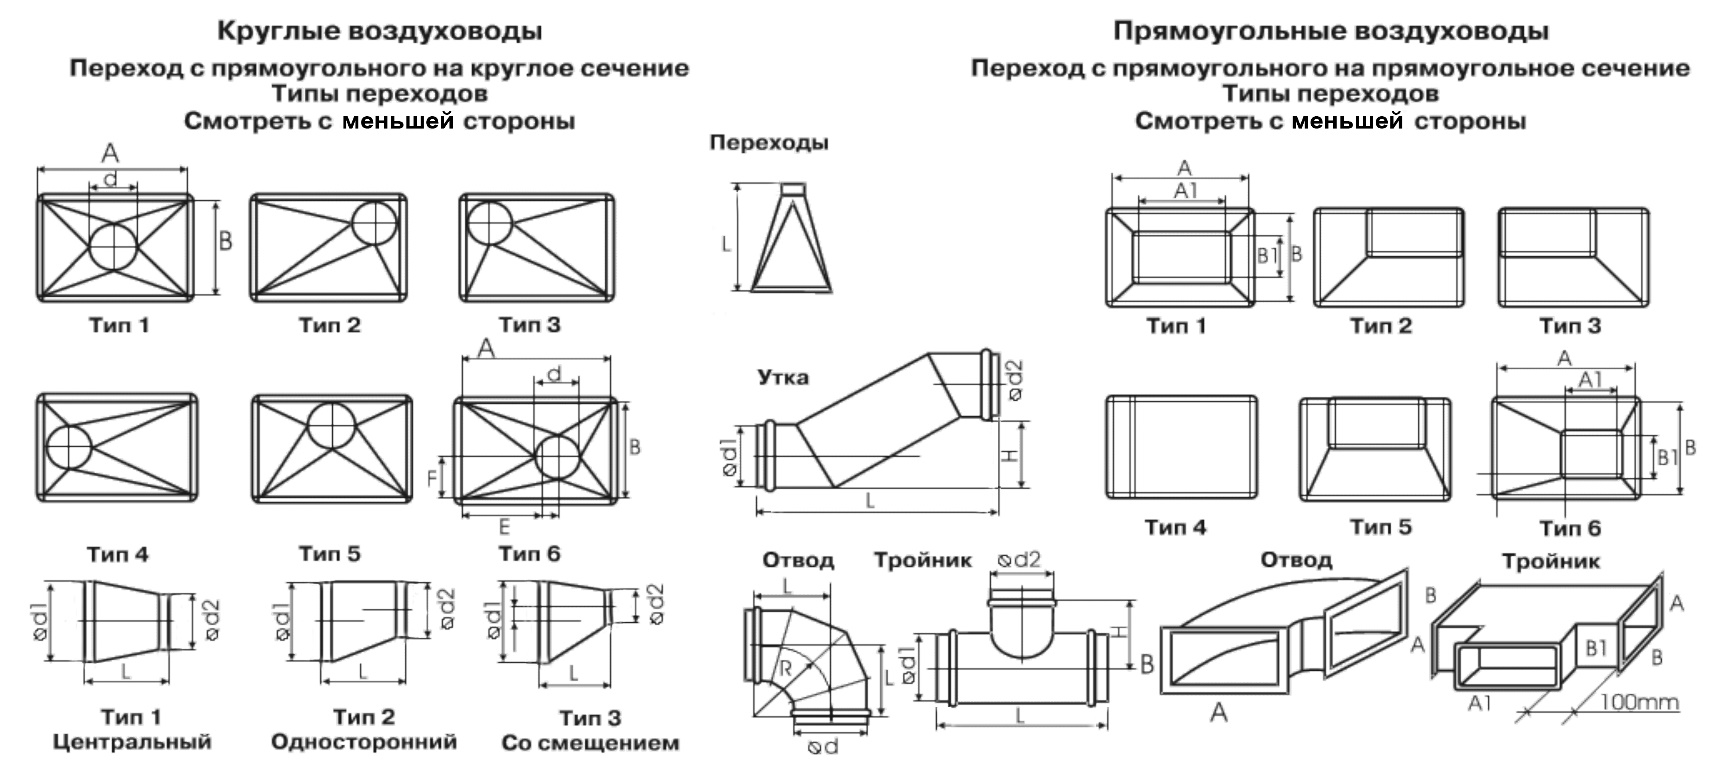 Круглые воздуховоды
Переход с прямоугольного на круглое сечение
Типы переходов
Смотреть с меньшей стороны
A
d
B
Тип 1
Тип 2
Тип 3
A
d
B
F
E
Тип 4
Тип 5
Тип 6
ød1
ød2
L
ød1
ød2
L
ød1
ød2
L
Тип 1
Центральный
Тип 2
Односторонний
Тип 3
Со смещением
Переходы
L
Утка
ød1
ød2
H
L
Отвод
L
R
L
ød
Тройник
ød2
H
ød1
L
Прямоугольные воздуховоды
Переход с прямоугольного на прямоугольное сечение
Типы переходов
Смотреть с меньшей стороны
A
A1
B1
B
Тип 1
Тип 2
Тип 3
A
A1
B1
B
Тип 4
Тип 5
Тип 6
Отвод
B
A
Тройник
B
A
A
B
B1
A1
100mm